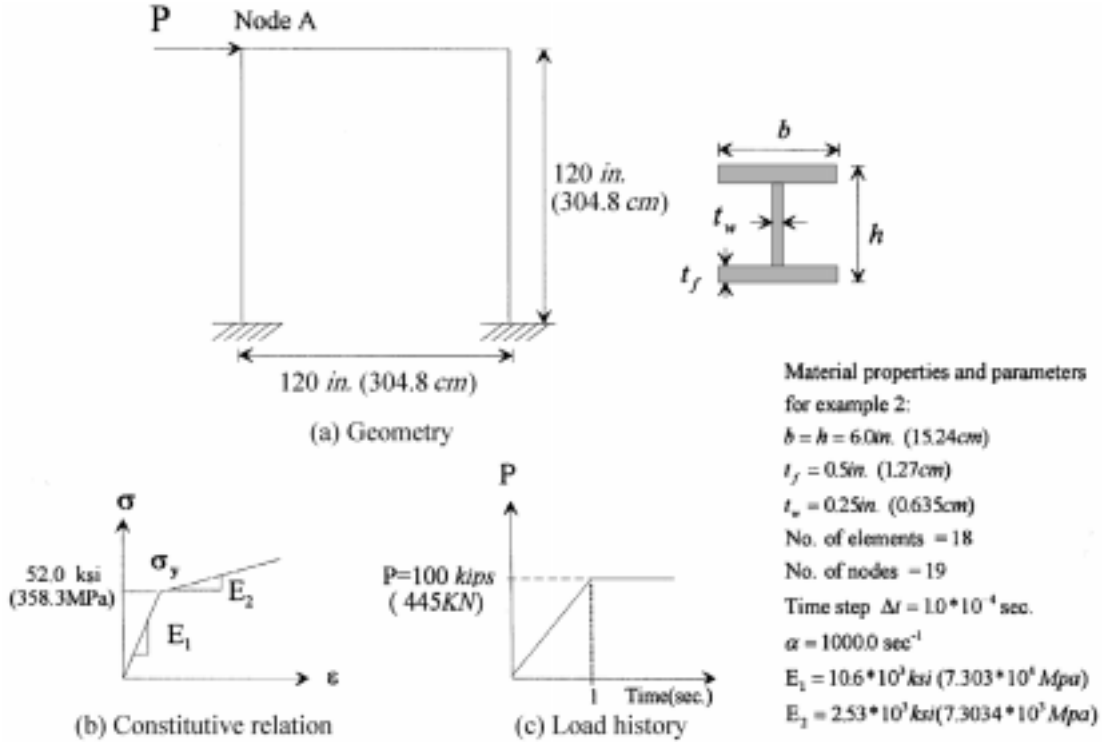 P
Node A
120 in.
(304.8 cm)
120 in. (304.8 cm)
(a) Geometry
b
t_w
h
t_f
σ
52.0 ksi
(358.3MPa)
σ_y
E_2
E_1
ε
(b) Constitutive relation
P
P=100 kips
( 445KN)
1
Time(sec.)
(c) Load history
Material properties and parameters
for example 2:
b = h = 6.0in. (15.24cm)
t_f = 0.5in. (1.27cm)
t_w = 0.25in. (0.635cm)
No. of elements = 18
No. of nodes = 19
Time step Δt = 1.0*10^-4 sec.
α = 1000.0 sec^-1
E_1 = 10.6*10^3 ksi (7.303*10^4 Mpa)
E_2 = 2.53*10^3 ksi(7.3034*10^3 Mpa)